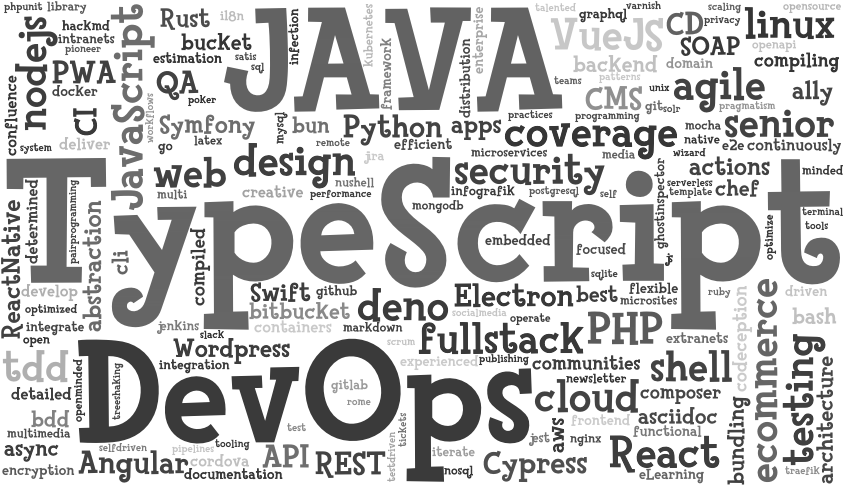 phpunit library
hacKmd
intranets
pioneer
nodejs
PWA
docker
CI
confluence
system
deliver
JavaScript
workflows
Rust
i18n
bucket
estimation
satis
sql
QA
poker
infection
JAVA
kubernetes
framework
distribution
enterprise
talented
graphql
varnish
VueJS
CD
scaling
privacy
SOAP
linux
opensource
openapi
compiling
backend
domain
patterns
teams
CMS
unix
git
solr
agile
ally
pragmatism
Symfony
go
latex
mysql
bun
remote
Python
efficient
apps
practices
programming
coverage
mocha
native
wizard
senior
e2e
continuously
web
design
jira
nushell
creative
performance
multi
microservices
media
security
infografik
postgresql
self
mongodb
actions
serverless
template
chef
minded
ghostinspector
js
TypeScript
determined
pairprogramming
ReactNative
abstraction
cli
compiled
embedded
focused
sqlite
optimize
terminal
tools
develop
optimized
integrate
open
jenkins
Swift
github
bitbucket
containers
slack
markdown
deno
Electron
socialmedia
operate
best
flexible
microsites
ruby
driven
bash
scrum
fullstack
PHP
extranets
codeception
ecommerce
tdd
detailed
bdd
multimedia
async
encryption
openminded
treeshaking
DevOps
Wordpress
integration
gitlab
rome
test
experienced
publishing
communities
newsletter
shell
cloud
composer
frontend
asciidoc
functional
testing
architecture
bundling
selfdriven
Angular
pipelines
tooling
cordova
documentation
API
REST
testdriven
tickets
iterate
nosql
Cypress
jest
aws
nginx
React
eLearning
traefik